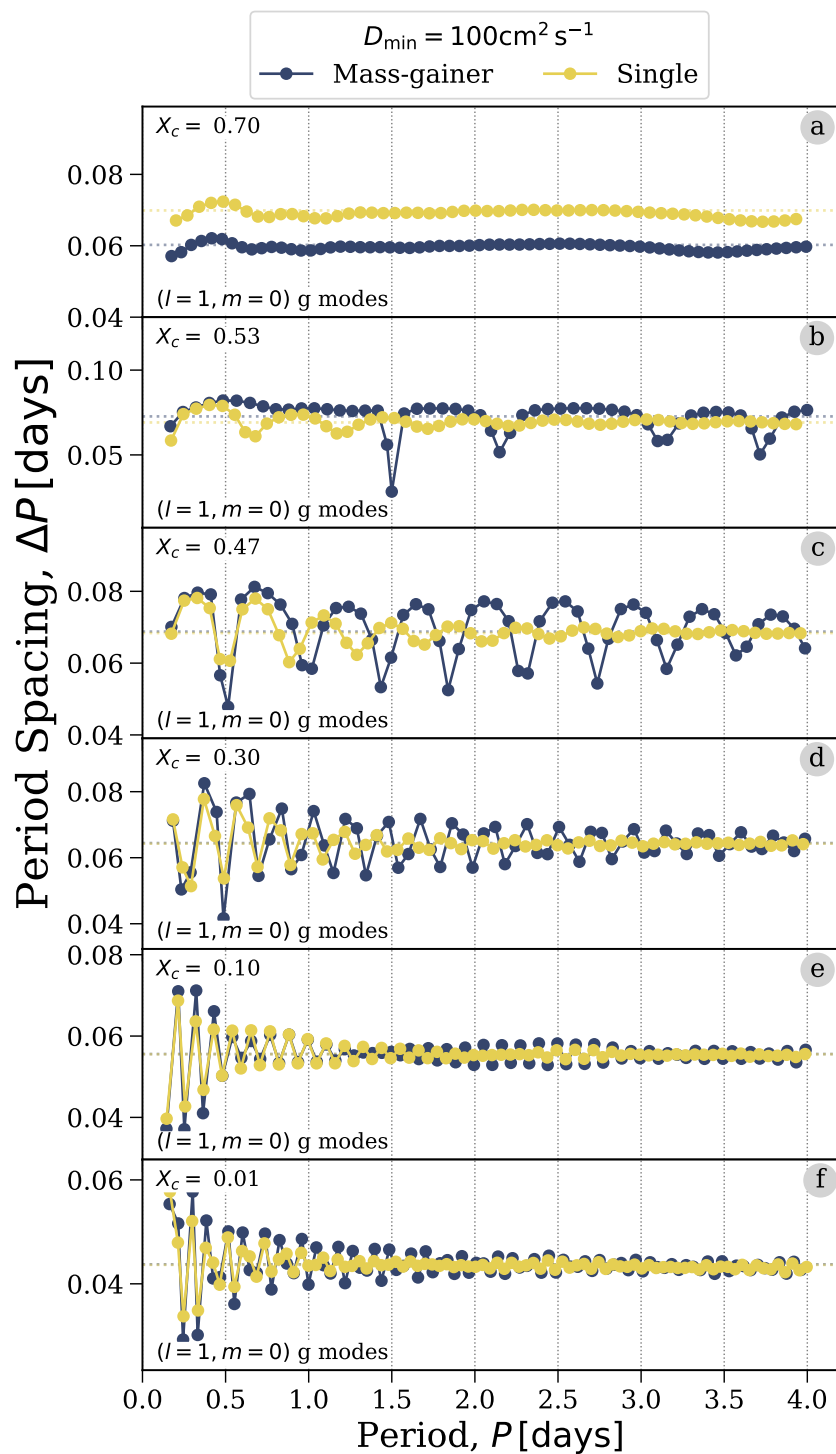 D_min = 100cm² s⁻¹
Mass-gainer Single
X_c = 0.70 a
0.08
0.06
(l = 1, m = 0) g modes
0.04
X_c = 0.53 b
0.10
0.05
(l = 1, m = 0) g modes
X_c = 0.47 c
0.08
0.06
(l = 1, m = 0) g modes
0.04
X_c = 0.30 d
0.08
0.06
0.04
(l = 1, m = 0) g modes
0.08
X_c = 0.10 e
0.06
0.04
(l = 1, m = 0) g modes
X_c = 0.01 f
0.06
0.04
(l = 1, m = 0) g modes
Period Spacing, ΔP [days]
0.0 0.5 1.0 1.5 2.0 2.5 3.0 3.5 4.0
Period, P [days]